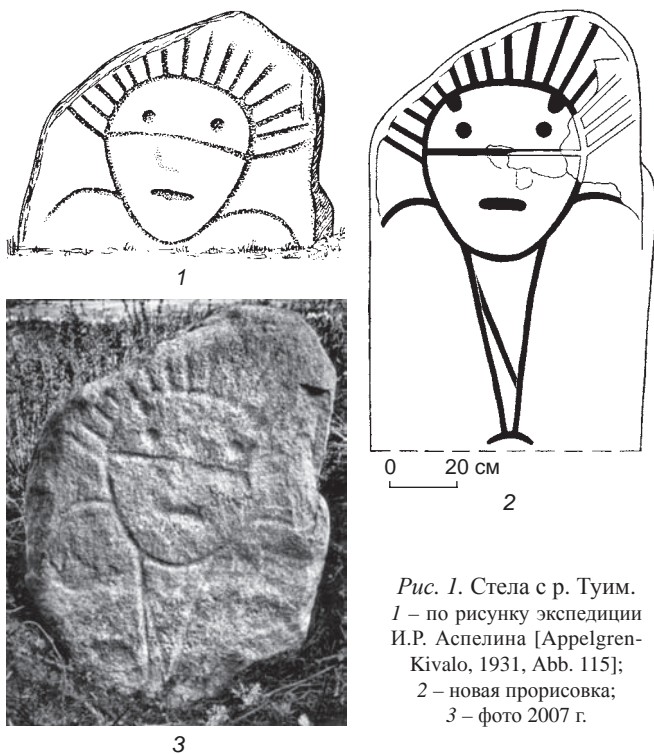 1
0 20 см
2
3
Рис. 1. Стела с р. Туим.
1 – по рисунку экспедиции
И.Р. Аспелина [Appelgren-
Kivalo, 1931, Abb. 115];
2 – новая прорисовка;
3 – фото 2007 г.